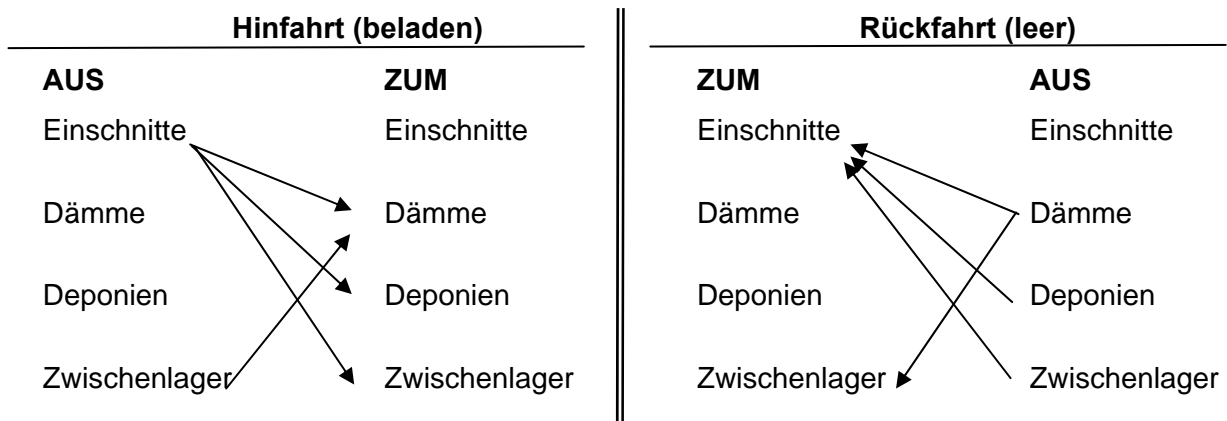 Hinfahrt (beladen) Rückfahrt (leer)
AUS ZUM ZUM AUS
Einschnitte Einschnitte Einschnitte Einschnitte
Dämme Dämme Dämme Dämme
Deponien Deponien Deponien Deponien
Zwischenlager Zwischenlager Zwischenlager Zwischenlager